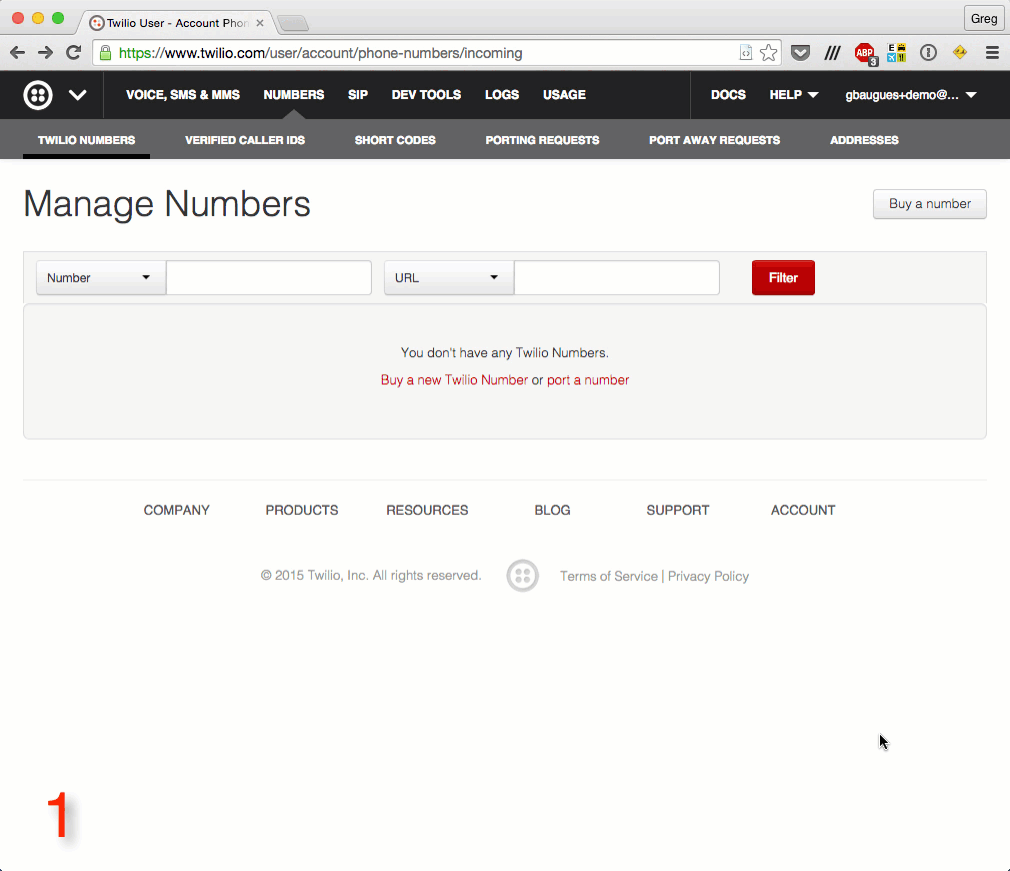 Twilio User - Account Phon
Greg
https://www.twilio.com/user/account/phone-numbers/incoming
ABP
3
E
VOICE, SMS & MMS NUMBERS SIP DEV TOOLS LOGS USAGE DOCS HELP gbaugues+demo@...
TWILIO NUMBERS VERIFIED CALLER IDS SHORT CODES PORTING REQUESTS PORT AWAY REQUESTS ADDRESSES
Manage Numbers
Buy a number
Number URL Filter
You don't have any Twilio Numbers.
Buy a new Twilio Number or port a number
COMPANY PRODUCTS RESOURCES BLOG SUPPORT ACCOUNT
© 2015 Twilio, Inc. All rights reserved. Terms of Service | Privacy Policy
1